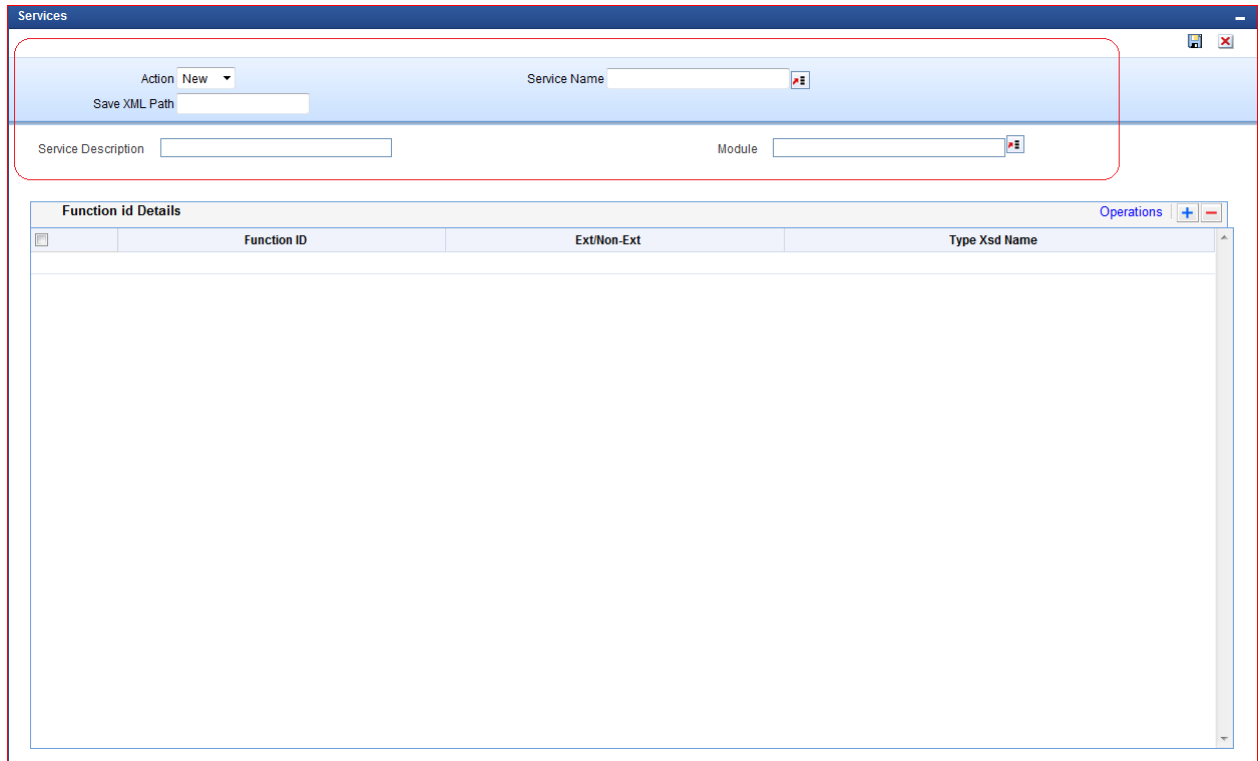 Services
Action New Service Name
Save XML Path
Service Description Module
Function id Details Operations
Function ID Ext/Non-Ext Type Xsd Name